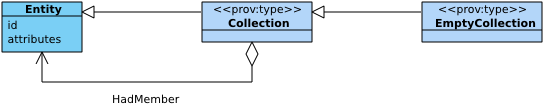 Entity
id
attributes
<<prov:type>>
Collection
<<prov:type>>
EmptyCollection
HadMember